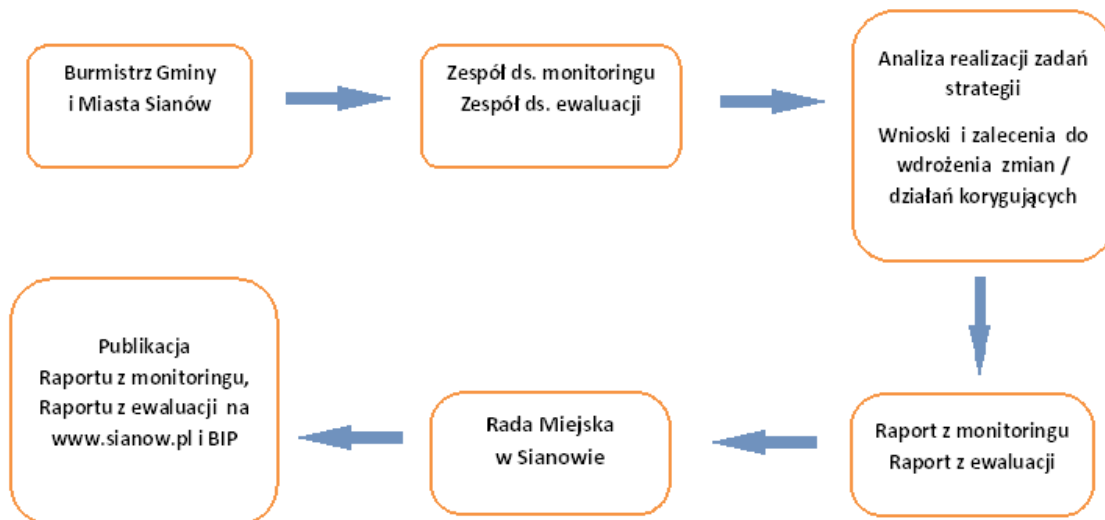 Burmistrz Gminy
i Miasta Sianów
Zespół ds. monitoringu
Zespół ds. ewaluacji
Analiza realizacji zadań
strategii
Wnioski i zalecenia do
wdrożenia zmian /
działań korygujących
Raport z monitoringu
Raport z ewaluacji
Rada Miejska
w Sianowie
Publikacja
Raportu z monitoringu,
Raportu z ewaluacji na
www.sianow.pl i BIP